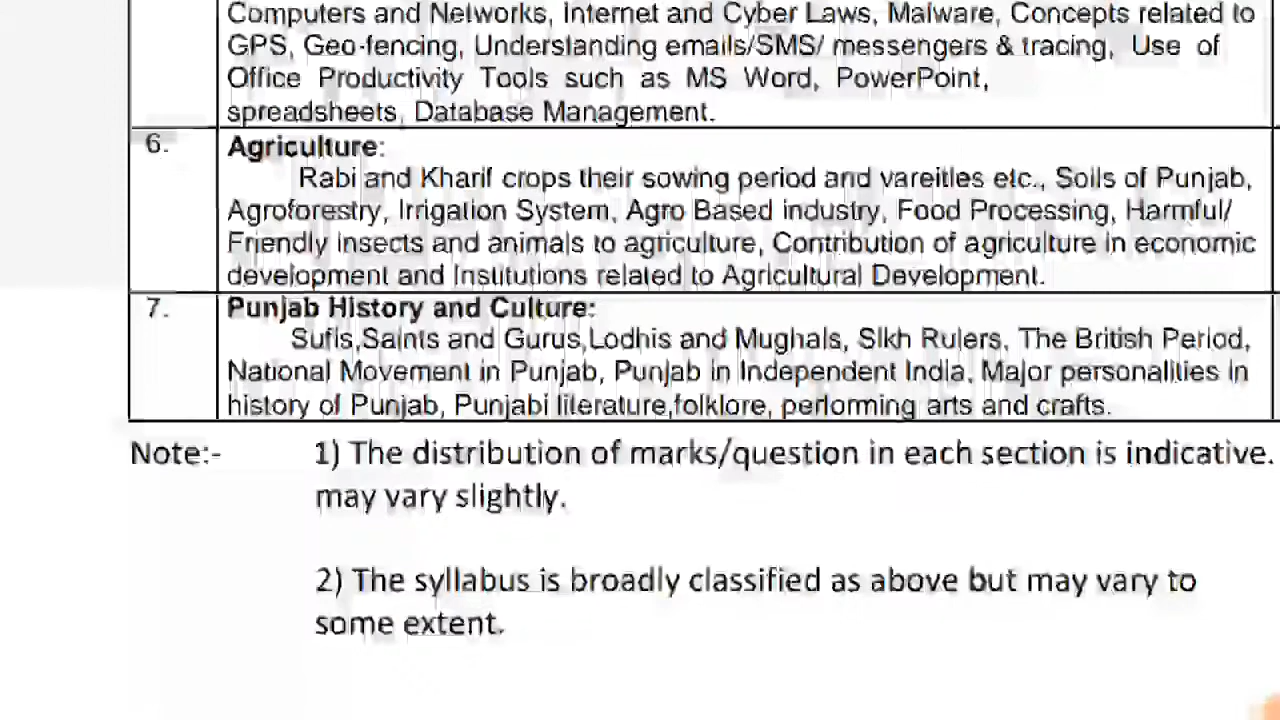 Computers and Networks, Internet and Cyber Laws, Malware, Concepts related to
GPS, Geo-fencing, Understanding emails/SMS/ messengers & tracing, Use of
Office Productivity Tools such as MS Word, PowerPoint,
spreadsheets, Database Management.
6. Agriculture:
Rabi and Kharif crops their sowing period and vareitles etc., Soils of Punjab,
Agroforestry, Irrigation System, Agro Based industry, Food Processing, Harmful/
Friendly insects and animals to agriculture, Contribution of agriculture in economic
development and Institutions related to Agricultural Development.
7. Punjab History and Culture:
Sufis,Saints and Gurus,Lodhis and Mughals, Sikh Rulers, The British Period,
National Movement in Punjab, Punjab in Independent India, Major personalities in
history of Punjab, Punjabi literature,folklore, performing arts and crafts.
Note:- 1) The distribution of marks/question in each section is indicative.
may vary slightly.
2) The syllabus is broadly classified as above but may vary to
some extent.